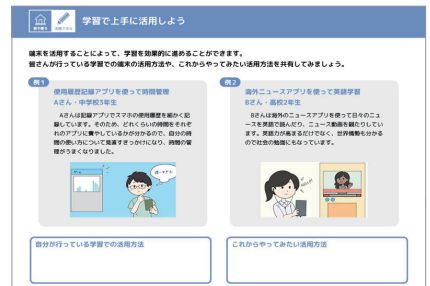 学習で上手に活用しよう
端末を活用することによって、学習を効果的に進めることができます。
皆さんが行っている学習での端末の活用方法や、これからやってみたい活用方法を共有してみましょう。
例1
使用履歴記録アプリを使って時間管理
Aさん・中学校3年生
Aさんは記録アプリでスマホの使用履歴を細かく記
録しています。そのため、どれくらいの時間をそれぞ
れのアプリに費やしているかが分かるので、自分の時
間の使い方について見直すきっかけになり、時間の管
理がうまくなりました。
例2
海外ニュースアプリを使って英語学習
Bさん・高校2年生
Bさんは海外のニュースアプリを使って日々のニュ
ースを英語で読んだり、ニュース動画を観たりしてい
ます。英語力が高まるだけでなく、世界情勢も分かる
ので社会の勉強にもなっています。
自分が行っている学習での活用方法
これからやってみたい活用方法